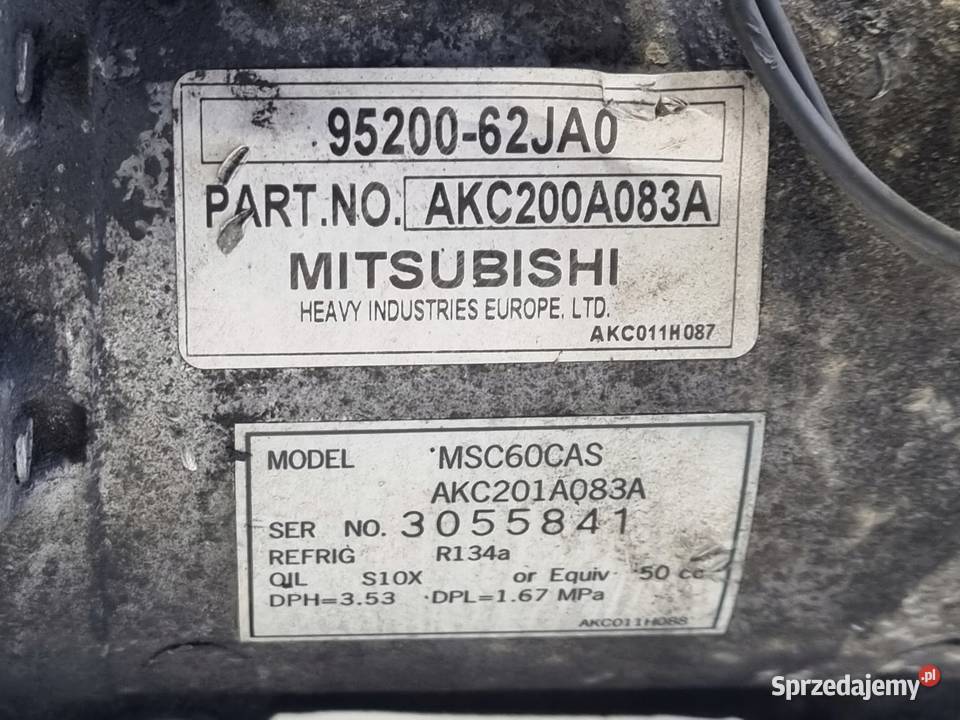 95200-62JA0
PART.NO. AKC200A083A
MITSUBISHI
HEAVY INDUSTRIES EUROPE, LTD.
AKC011H087
MODEL MSC60CAS
AKC201A083A
SER NO. 3055841
REFRIG R134a
OIL S10X or Equiv 50 cc
DPH=3.53 DPL=1.67 MPa
AKC011H088
Sprzedajemy.pl